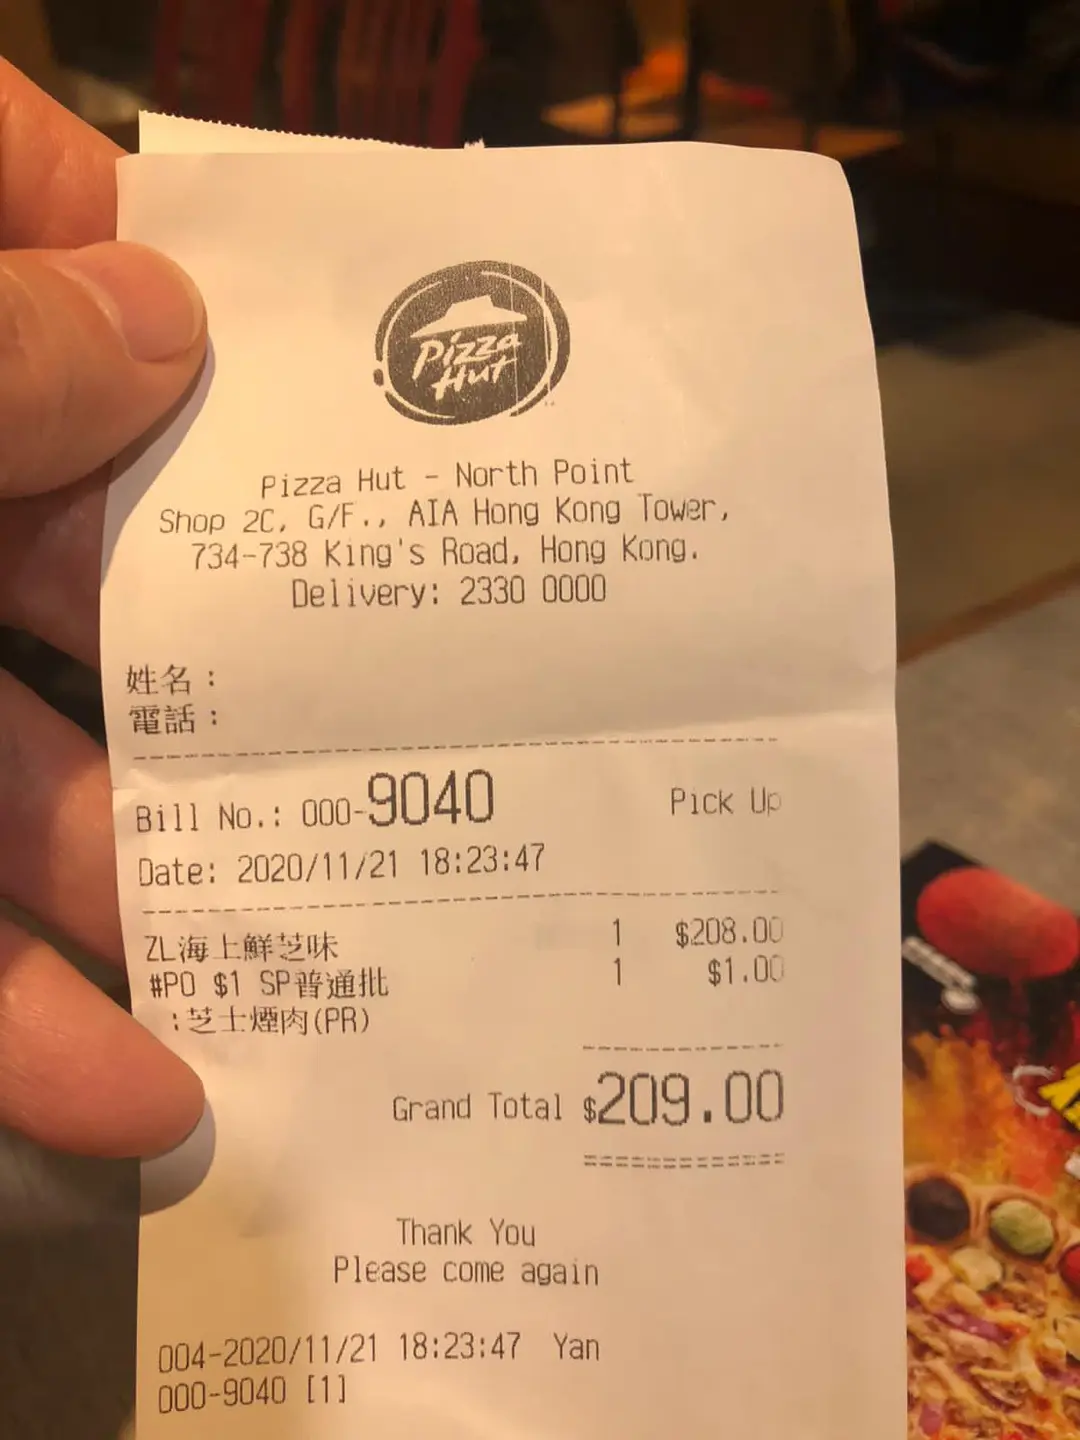 Pizza
Hut
Pizza Hut - North Point
Shop 2C, G/F., AIA Hong Kong Tower,
734-738 King's Road, Hong Kong.
Delivery: 2330 0000
姓名：
電話：
Bill No.: 000-9040 Pick Up
Date: 2020/11/21 18:23:47
ZL海上鮮芝味 1 $208.00
#PO $1 SP普通批 1 $1.00
:芝士煙肉(PR)
Grand Total $209.00
Thank You
Please come again
004-2020/11/21 18:23:47 Yan
000-9040 [1]